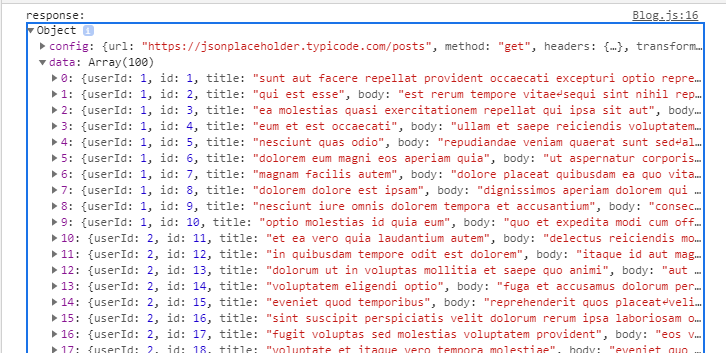 response: Blog.js:16
▼Object i
▶config: {url: "https://jsonplaceholder.typicode.com/posts", method: "get", headers: {…}, transform…
▼data: Array(100)
▶0: {userId: 1, id: 1, title: "sunt aut facere repellat provident occaecati excepturi optio repre…
▶1: {userId: 1, id: 2, title: "qui est esse", body: "est rerum tempore vitae↵sequi sint nihil rep…
▶2: {userId: 1, id: 3, title: "ea molestias quasi exercitationem repellat qui ipsa sit aut", body…
▶3: {userId: 1, id: 4, title: "eum et est occaecati", body: "ullam et saepe reiciendis voluptatem…
▶4: {userId: 1, id: 5, title: "nesciunt quas odio", body: "repudiandae veniam quaerat sunt sed↵al…
▶5: {userId: 1, id: 6, title: "dolorem eum magni eos aperiam quia", body: "ut aspernatur corporis…
▶6: {userId: 1, id: 7, title: "magnam facilis autem", body: "dolore placeat quibusdam ea quo vita…
▶7: {userId: 1, id: 8, title: "dolorem dolore est ipsam", body: "dignissimos aperiam dolorem qui …
▶8: {userId: 1, id: 9, title: "nesciunt iure omnis dolorem tempora et accusantium", body: "consec…
▶9: {userId: 1, id: 10, title: "optio molestias id quia eum", body: "quo et expedita modi cum off…
▶10: {userId: 2, id: 11, title: "et ea vero quia laudantium autem", body: "delectus reiciendis mo…
▶11: {userId: 2, id: 12, title: "in quibusdam tempore odit est dolorem", body: "itaque id aut mag…
▶12: {userId: 2, id: 13, title: "dolorum ut in voluptas mollitia et saepe quo animi", body: "aut …
▶13: {userId: 2, id: 14, title: "voluptatem eligendi optio", body: "fuga et accusamus dolorum per…
▶14: {userId: 2, id: 15, title: "eveniet quod temporibus", body: "reprehenderit quos placeat↵veli…
▶15: {userId: 2, id: 16, title: "sint suscipit perspiciatis velit dolorum rerum ipsa laboriosam o…
▶16: {userId: 2, id: 17, title: "fugit voluptas sed molestias voluptatem provident", body: "eos v…
▶17: {userId: 2, id: 18, title: "voluptate et itaque vero tempora molestiae", body: "eveniet quo…